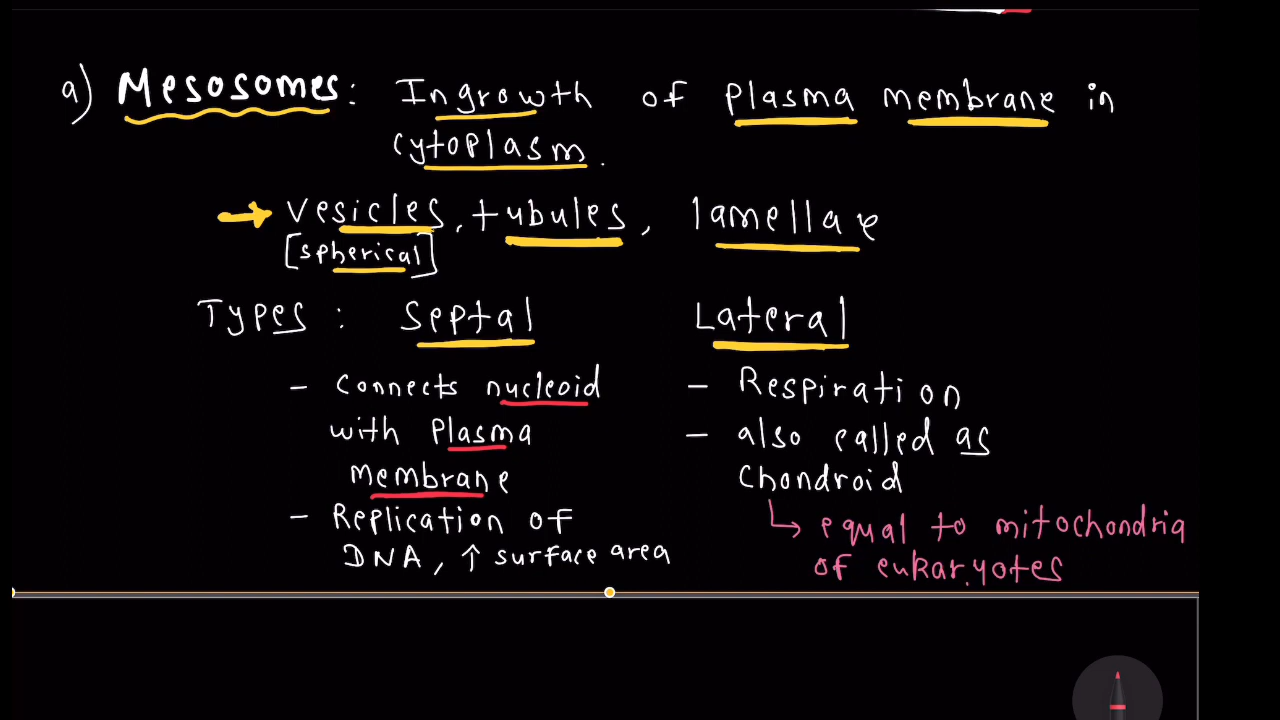 a) Mesosomes: Ingrowth of plasma membrane in
cytoplasm.
→ vesicles, tubules, lamellae
[spherical]
Types : Septal Lateral
- connects nucleoid
with plasma
membrane
- Replication of
DNA, ↑ surface area
- Respiration
- also called as
Chondroid
↳ equal to mitochondria
of eukaryotes